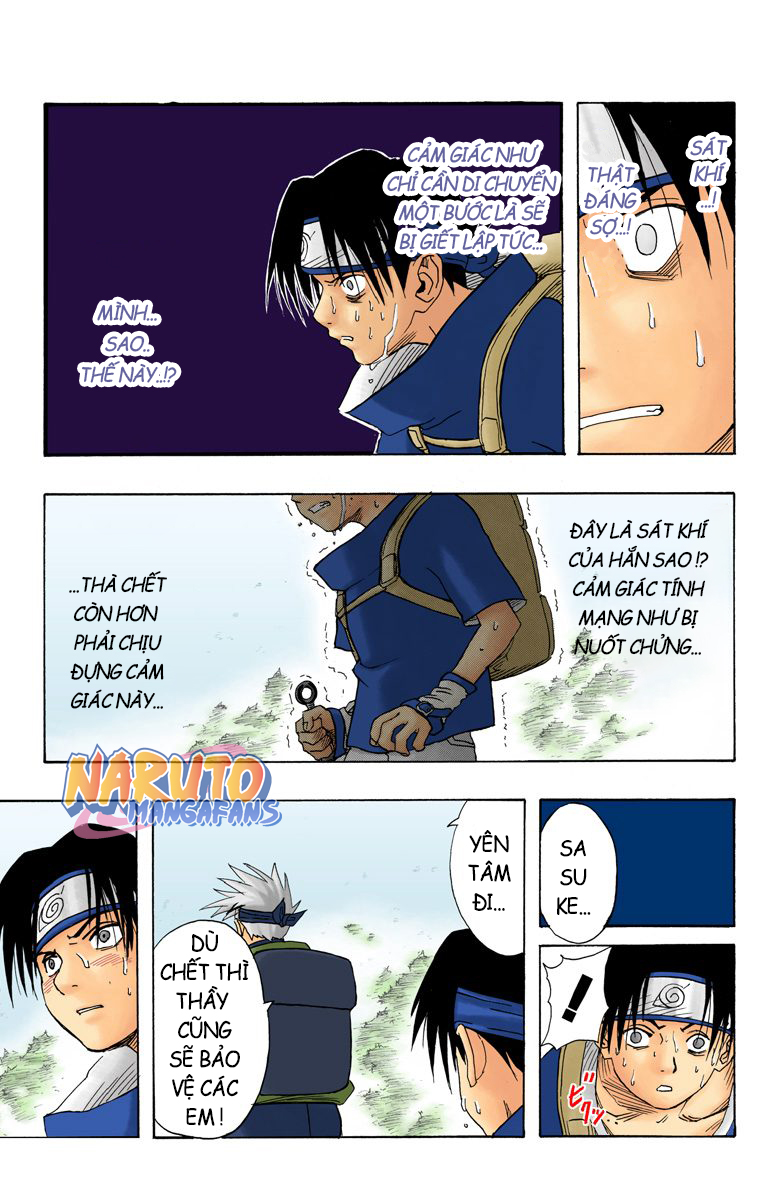 SÁT
KHÍ
....!
THẬT
ĐÁNG
SỢ..!
CẢM GIÁC NHƯ
CHỈ CẦN DI CHUYỂN
MỘT BƯỚC LÀ SẼ
BỊ GIẾT LẬP TỨC...
MÌNH...
SAO..
THẾ NÀY..!?
ĐÂY LÀ SÁT KHÍ
CỦA HẮN SAO !?
CẢM GIÁC TÍNH
MẠNG NHƯ BỊ
NUỐT CHỬNG...
...THÀ CHẾT
CÒN HƠN
PHẢI CHỊU
ĐỰNG CẢM
GIÁC NÀY...
NARUTO
MANGAFANS
SA
SU
KE...
!
ビクッ
YÊN
TÂM
ĐI...
DÙ
CHẾT THÌ
THẦY
CŨNG
SẼ BẢO
VỆ CÁC
EM !